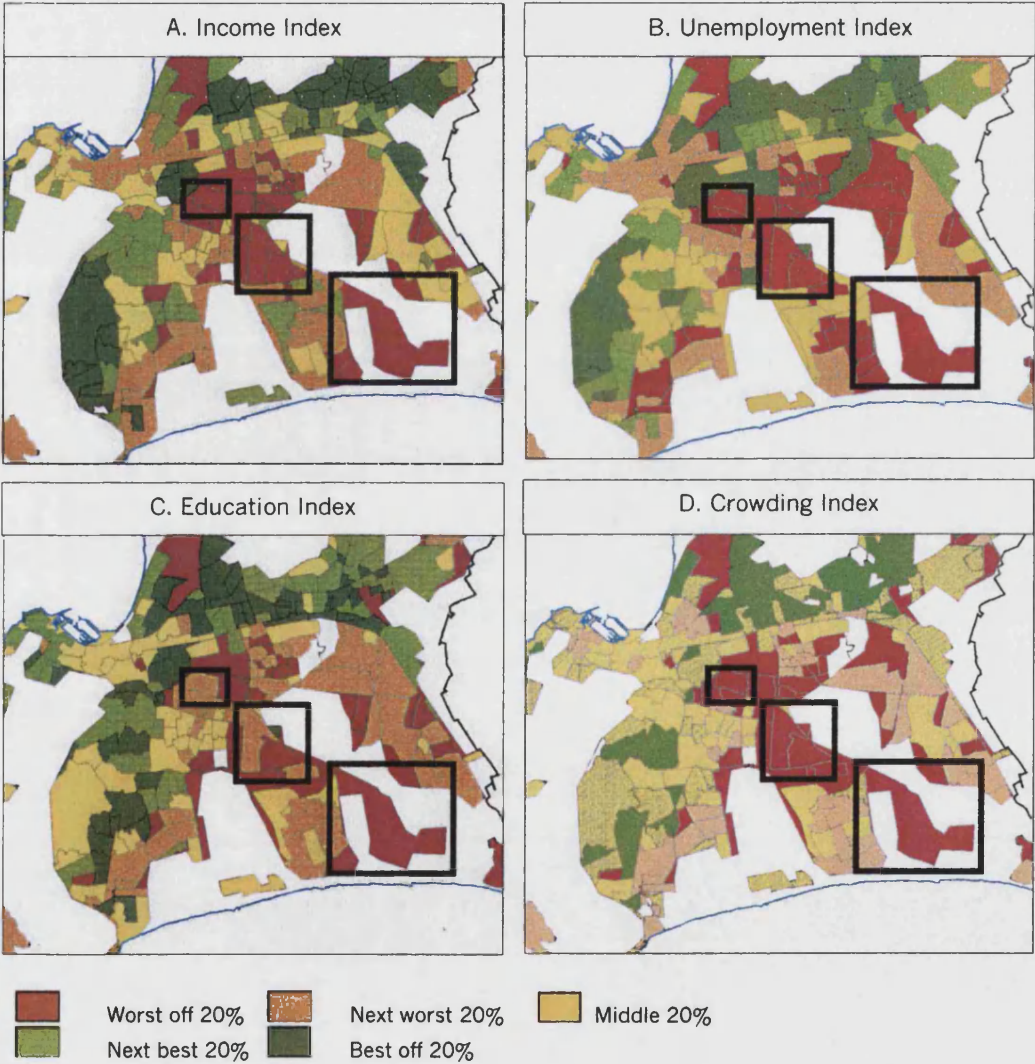 A. Income Index
B. Unemployment Index
C. Education Index
D. Crowding Index
Worst off 20%
Next worst 20%
Middle 20%
Next best 20%
Best off 20%